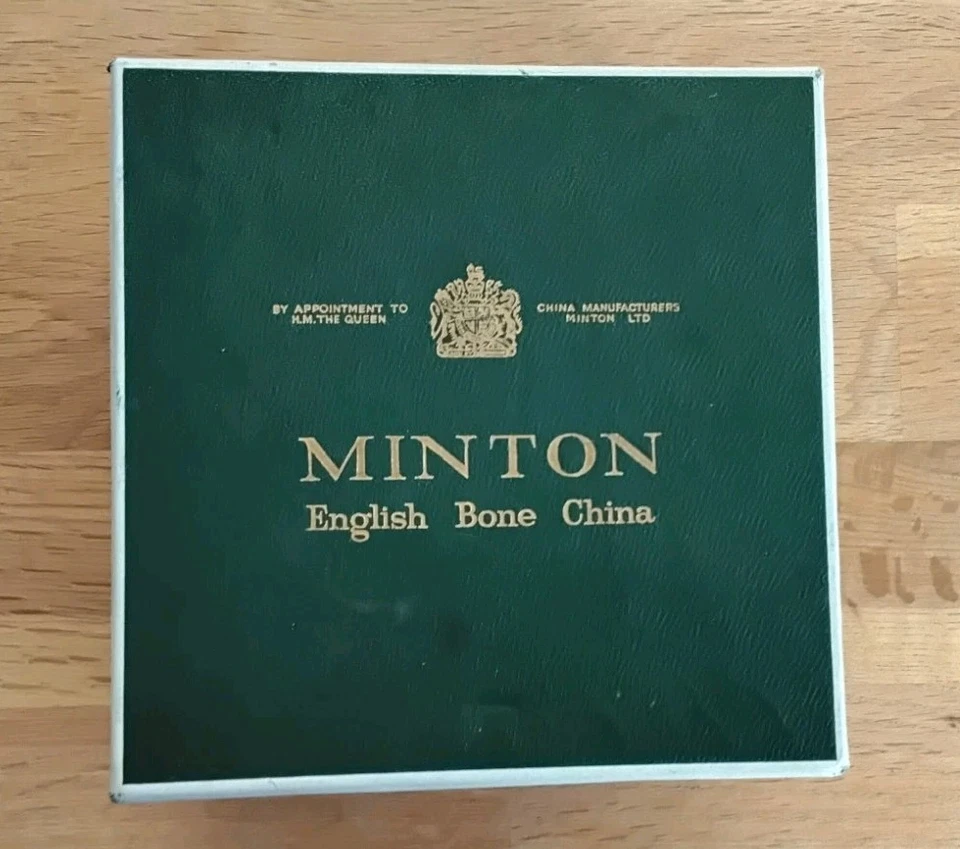 BY APPOINTMENT TO
H.M. THE QUEEN
CHINA MANUFACTURERS
MINTON LTD
MINTON
English Bone China